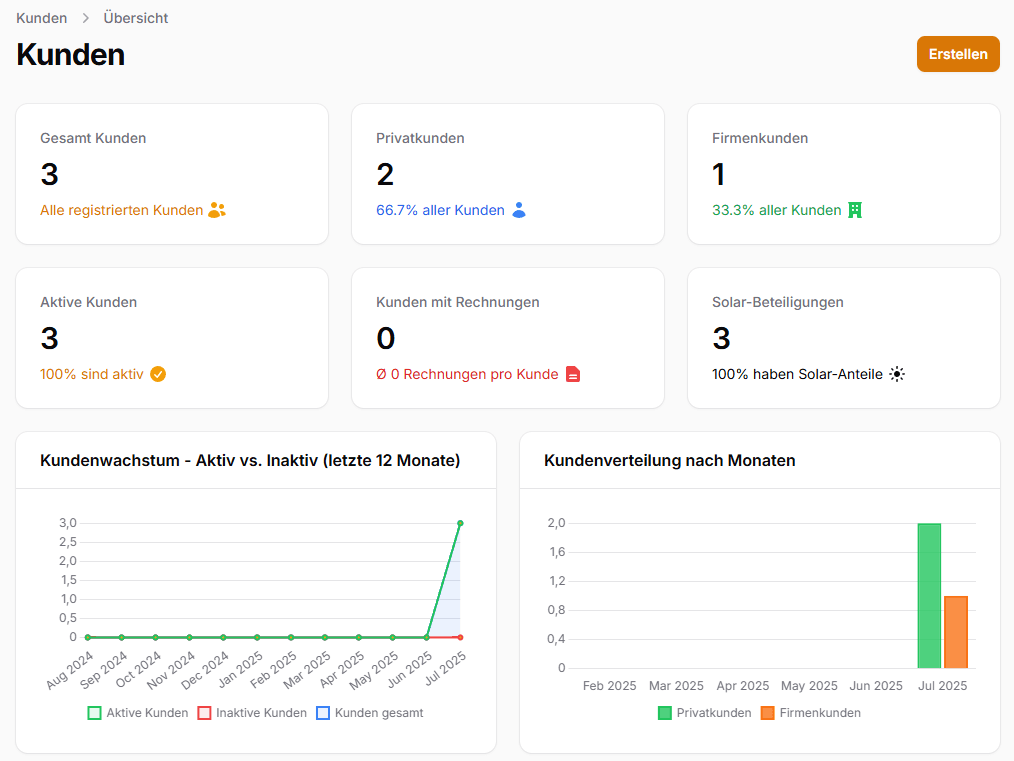 Kunden > Übersicht
Kunden
Erstellen
Gesamt Kunden
3
Alle registrierten Kunden
Privatkunden
2
66.7% aller Kunden
Firmenkunden
1
33.3% aller Kunden
Aktive Kunden
3
100% sind aktiv
Kunden mit Rechnungen
0
Ø 0 Rechnungen pro Kunde
Solar-Beteiligungen
3
100% haben Solar-Anteile
Kundenwachstum - Aktiv vs. Inaktiv (letzte 12 Monate)
3,0
2,5
2,0
1,5
1,0
0,5
0
Aug 2024 Sep 2024 Oct 2024 Nov 2024 Dec 2024 Jan 2025 Feb 2025 Mar 2025 Apr 2025 May 2025 Jun 2025 Jul 2025
Aktive Kunden Inaktive Kunden Kunden gesamt
Kundenverteilung nach Monaten
2,0
1,6
1,2
0,8
0,4
0
Feb 2025 Mar 2025 Apr 2025 May 2025 Jun 2025 Jul 2025
Privatkunden Firmenkunden